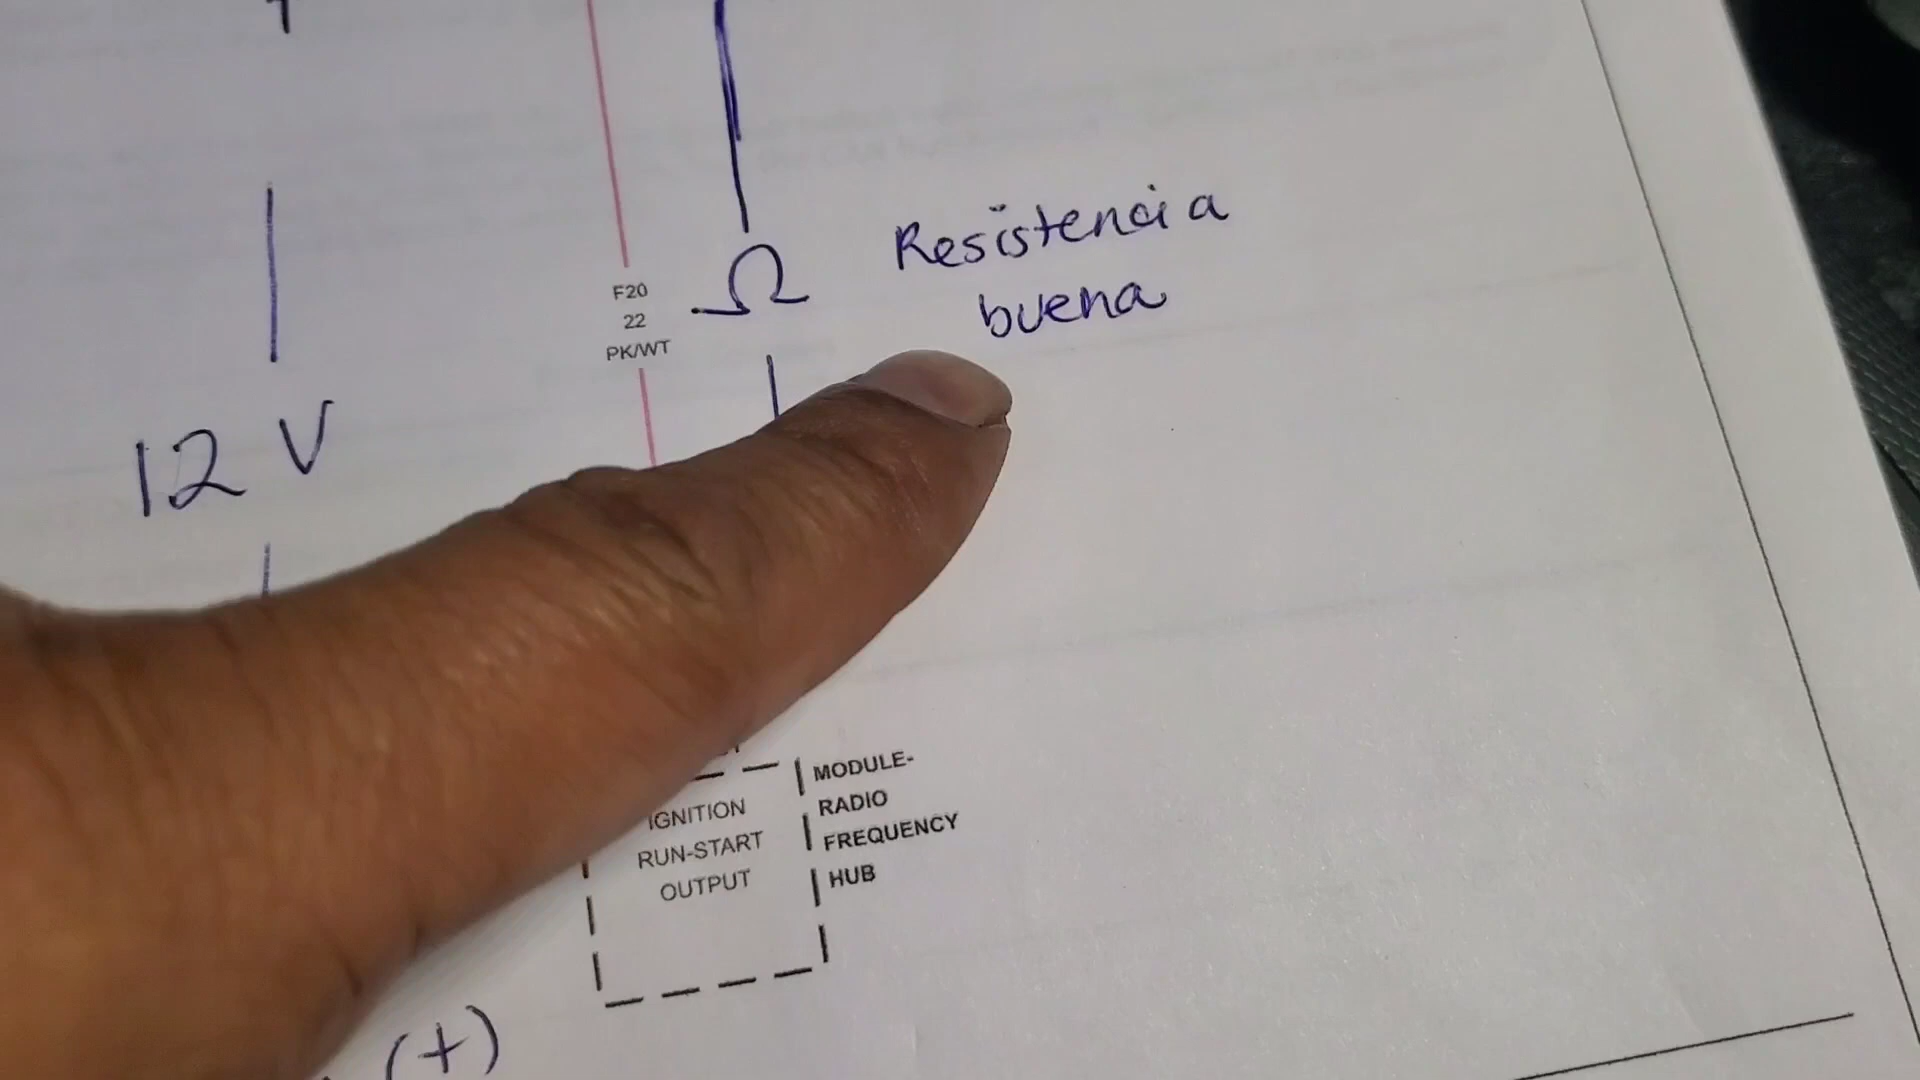 Resistencia
buena
Ω
F20
22
PK/WT
12 V
IGNITION
RUN-START
OUTPUT
MODULE-
RADIO
FREQUENCY
HUB
(+)